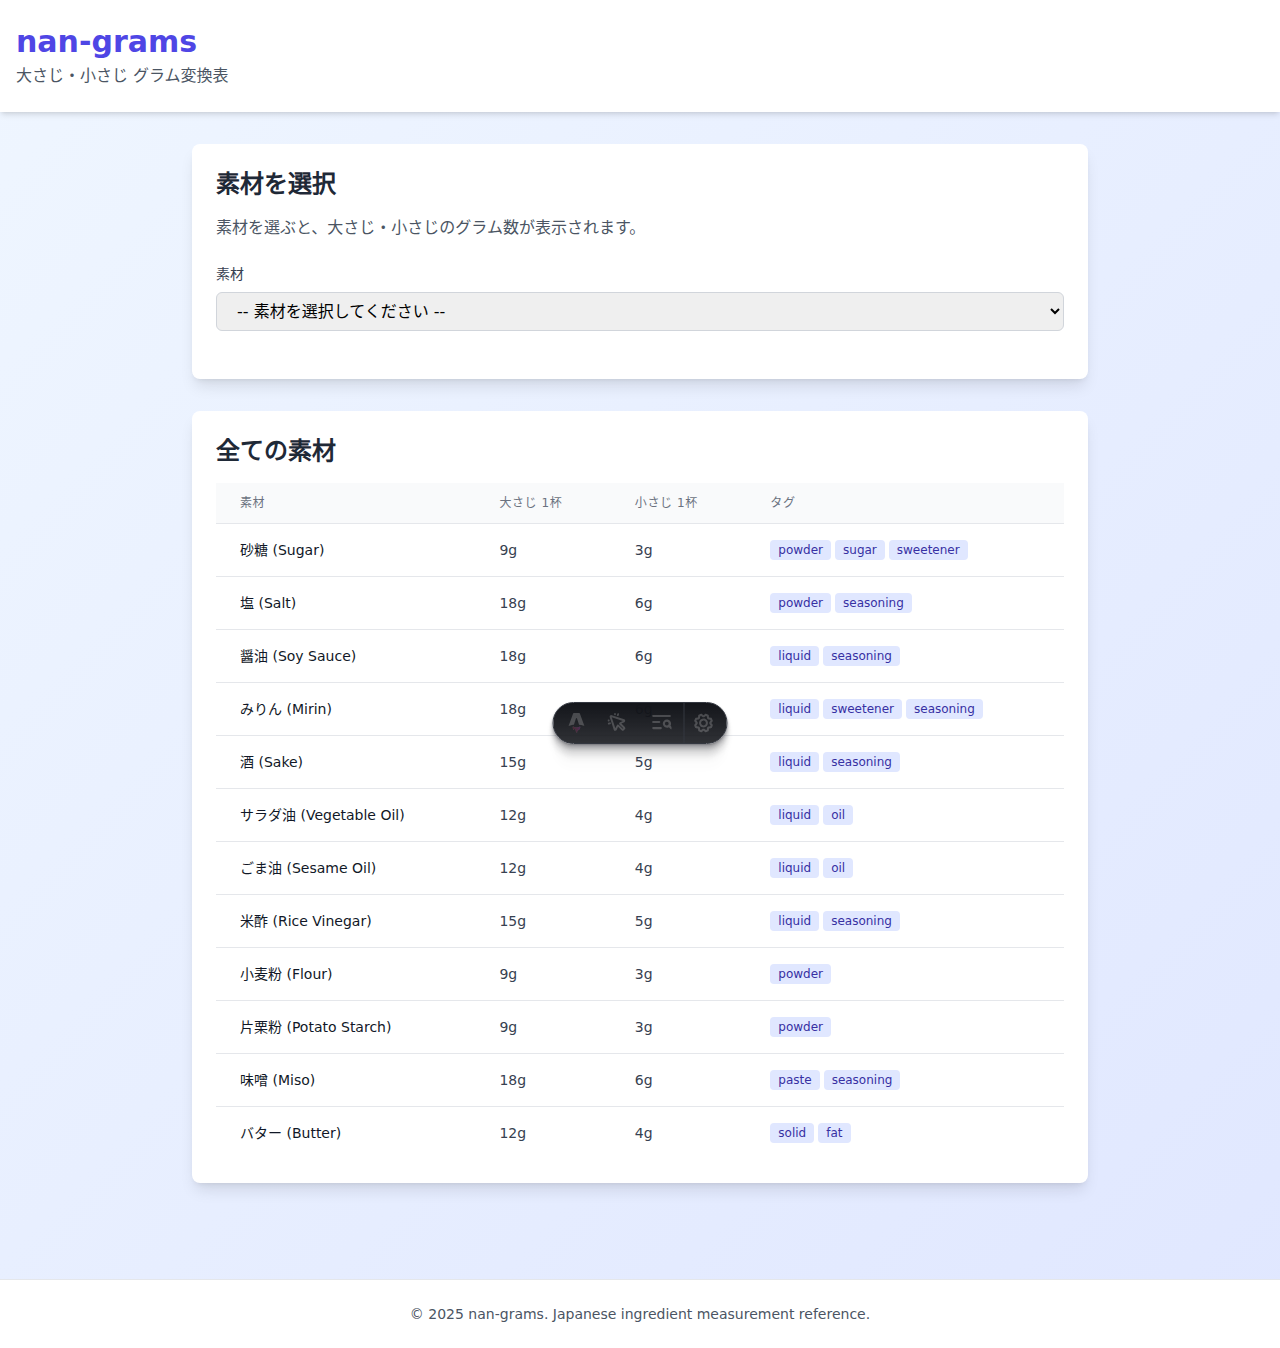 nan-grams
大さじ・小さじ グラム変換表
素材を選択
素材を選ぶと、大さじ・小さじのグラム数が表示されます。
素材
-- 素材を選択してください --
全ての素材
素材 大さじ 1杯 小さじ 1杯 タグ
砂糖 (Sugar) 9g 3g powder sugar sweetener
塩 (Salt) 18g 6g powder seasoning
醤油 (Soy Sauce) 18g 6g liquid seasoning
みりん (Mirin) 18g liquid sweetener seasoning
酒 (Sake) 15g 5g liquid seasoning
サラダ油 (Vegetable Oil) 12g 4g liquid oil
ごま油 (Sesame Oil) 12g 4g liquid oil
米酢 (Rice Vinegar) 15g 5g liquid seasoning
小麦粉 (Flour) 9g 3g powder
片栗粉 (Potato Starch) 9g 3g powder
味噌 (Miso) 18g 6g paste seasoning
バター (Butter) 12g 4g solid fat
© 2025 nan-grams. Japanese ingredient measurement reference.